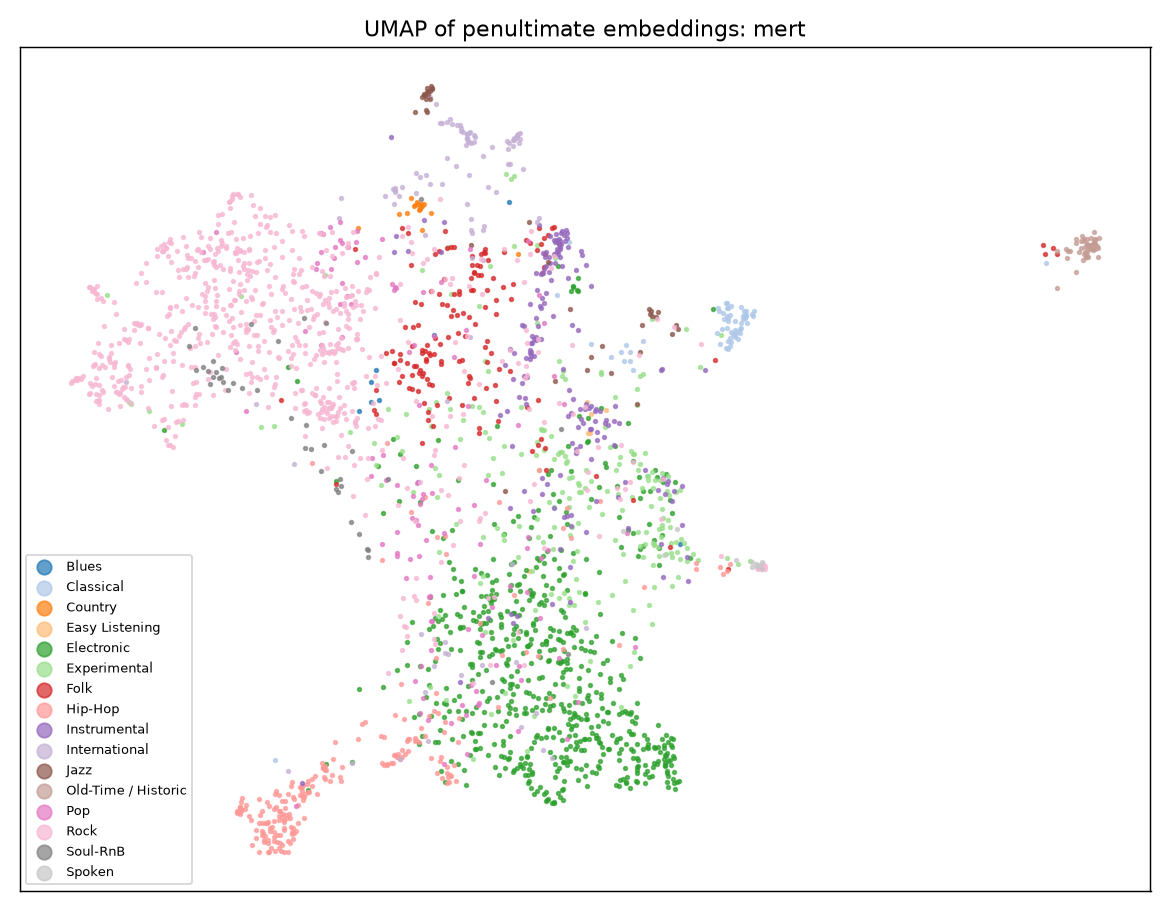 UMAP of penultimate embeddings: mert
Blues
Classical
Country
Easy Listening
Electronic
Experimental
Folk
Hip-Hop
Instrumental
International
Jazz
Old-Time / Historic
Pop
Rock
Soul-RnB
Spoken